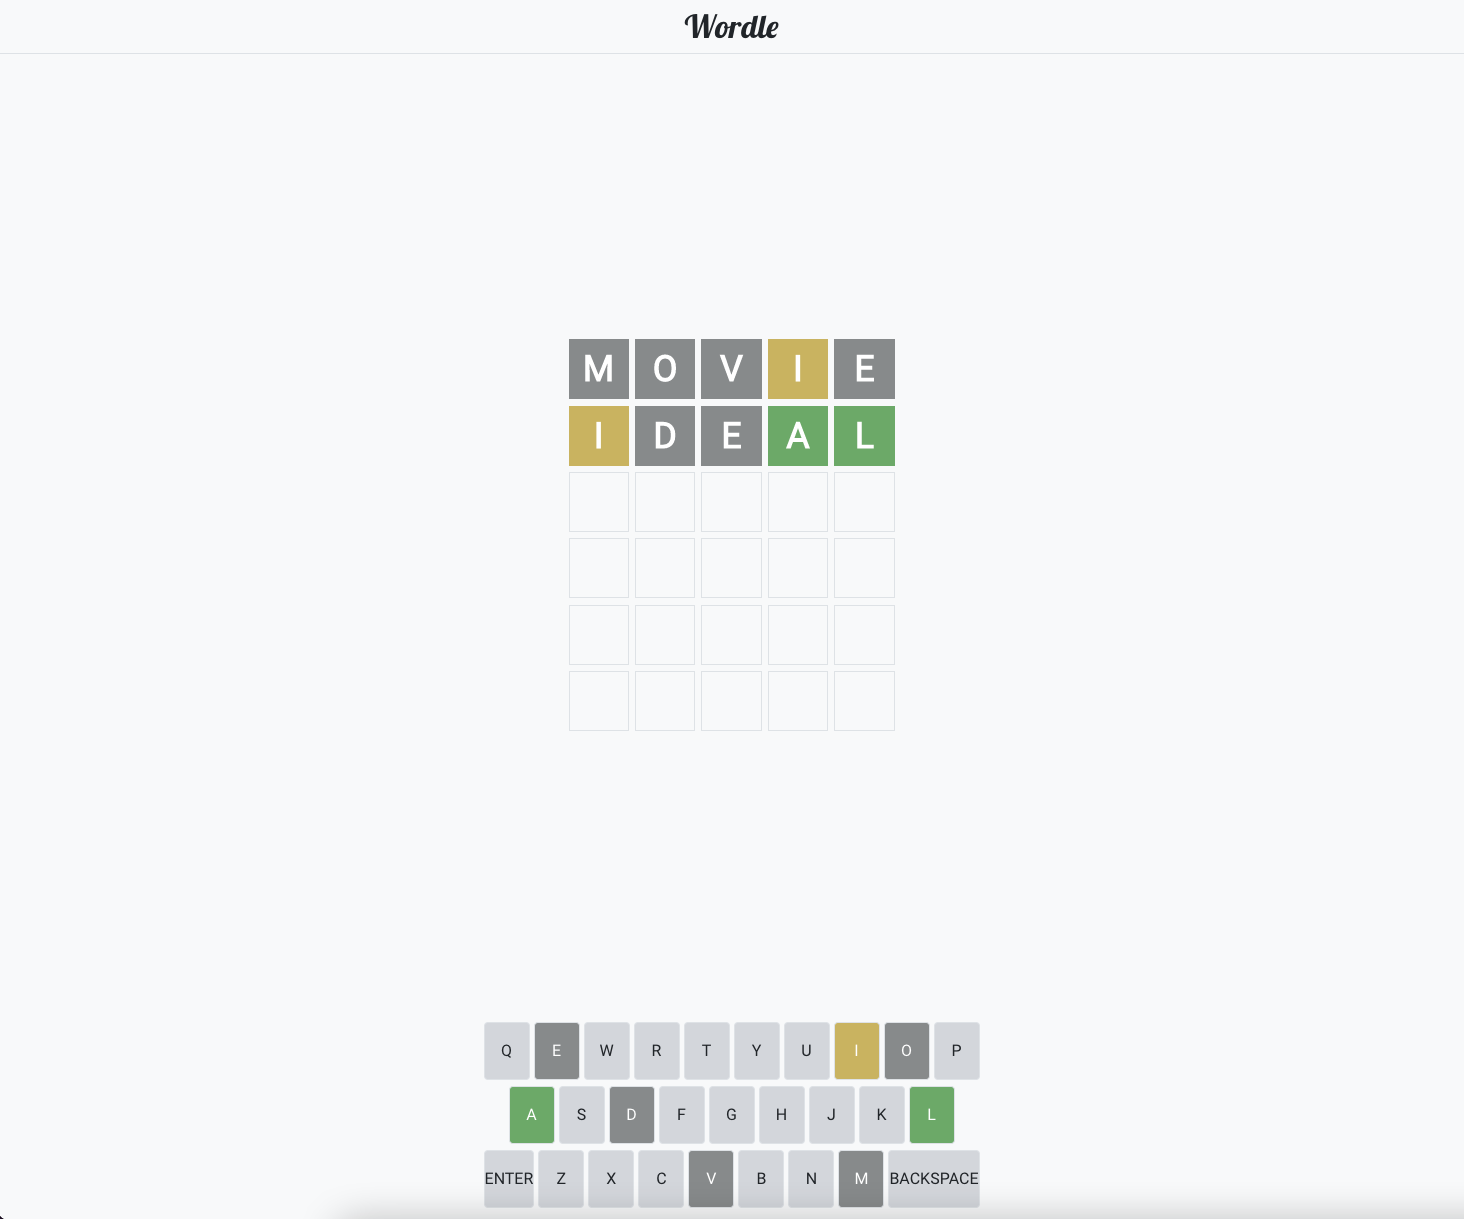 Wordle
M O V I E
I D E A L
Q E W R T Y U I O P
A S D F G H J K L
ENTER Z X C V B N M BACKSPACE